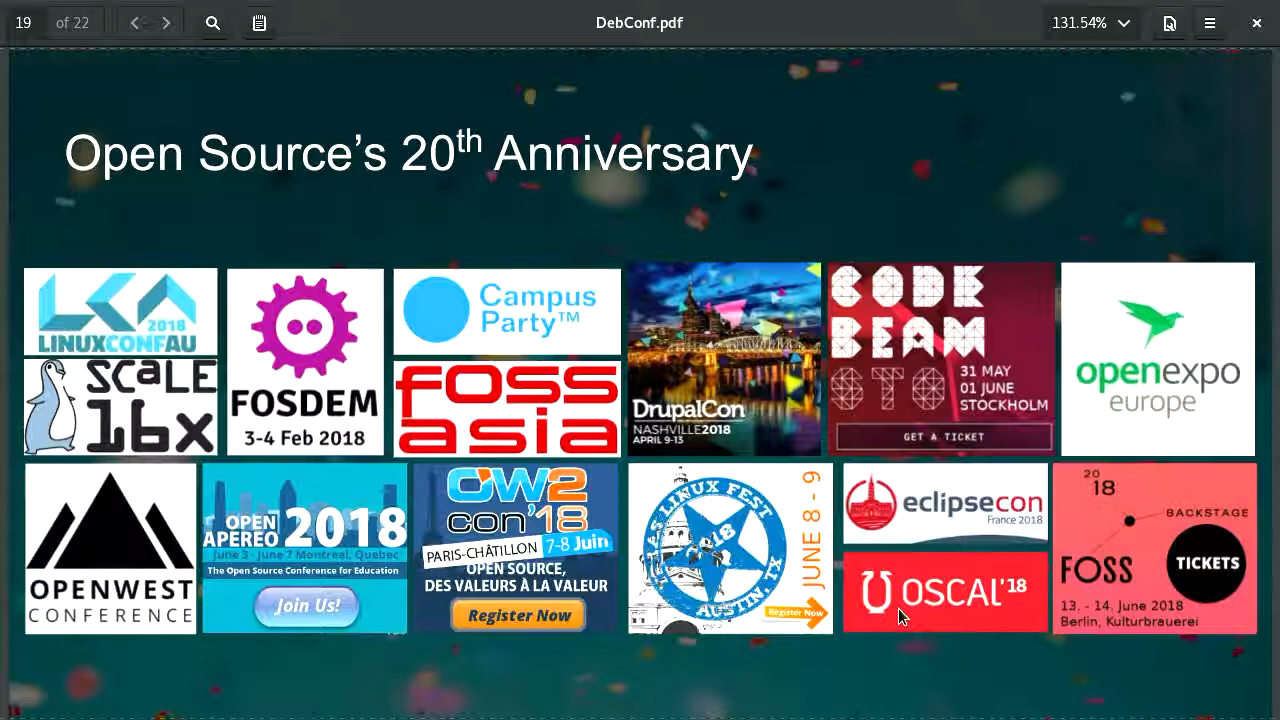 19 of 22
DebConf.pdf
131.54%
Open Source's 20th Anniversary
LCA
2018
LINUXCONFAU
SCaLE
16x
FOSDEM
3-4 Feb 2018
Campus
Party™
FOSS
asia
DrupalCon
NASHVILLE2018
APRIL 9-13
CODE
BEAM
STO
31 MAY
01 JUNE
STOCKHOLM
GET A TICKET
openexpo
europe
OPENWEST
CONFERENCE
OPEN
APEREO 2018
June 3 - June 7 Montreal, Quebec
The Open Source Conference for Education
Join Us!
OW2
con'18
PARIS-CHÂTILLON 7-8 Juin
OPEN SOURCE,
DES VALEURS À LA VALEUR
Register Now
AS LINUX FEST
'18
AUSTIN, TX
JUNE 8 - 9
Register Now
eclipsecon
France 2018
OSCAL'18
20
18
BACKSTAGE
FOSS
TICKETS
13. - 14. June 2018
Berlin, Kulturbrauerei